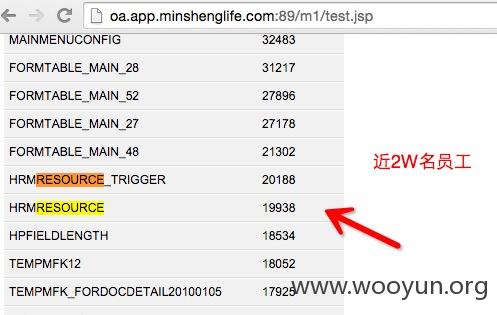 oa.app.minshenglife.com:89/m1/test.jsp
MAINMENUCONFIG 32483
FORMTABLE_MAIN_28 31217
FORMTABLE_MAIN_52 27896
FORMTABLE_MAIN_27 27178
FORMTABLE_MAIN_48 21302
近2W名员工
HRMRESOURCE_TRIGGER 20188
HRMRESOURCE 19938
HPFIELDLENGTH 18534
TEMPMFK12 18052
TEMPMFK_FORDOCDETAIL20100105 17925
www.wooyun.org